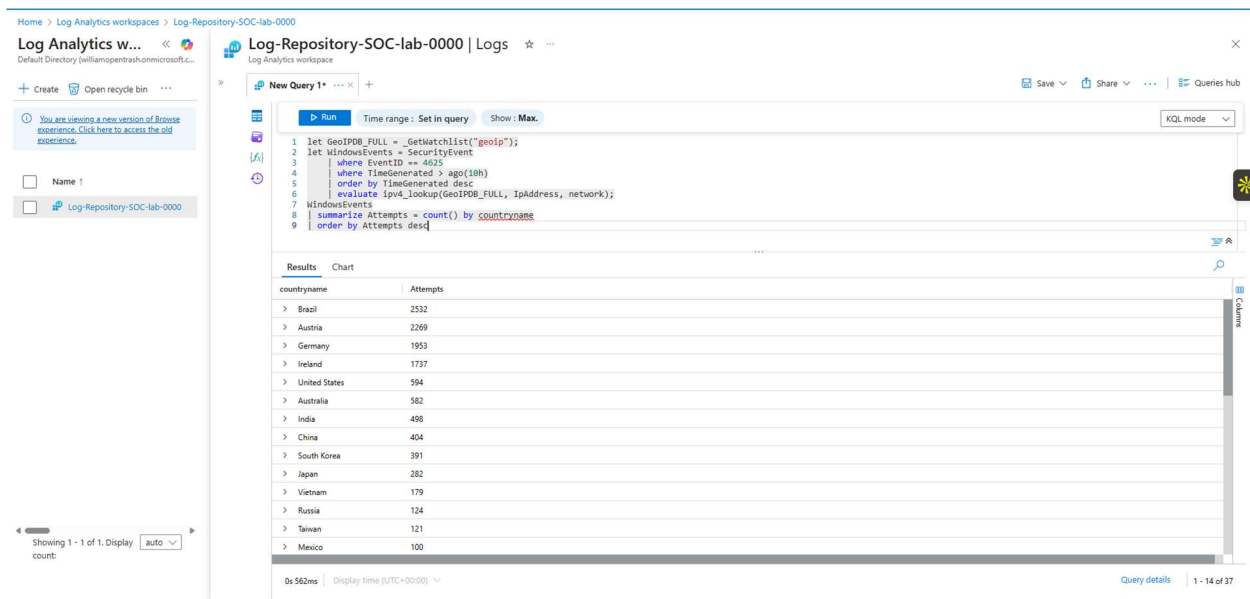 Home > Log Analytics workspaces > Log-Repository-SOC-lab-0000
Log Analytics w...
Default Directory (williamopentrash.onmicrosoft.c...
Create Open recycle bin ...
You are viewing a new version of Browse
experience. Click here to access the old
experience.
Name ↑
Log-Repository-SOC-lab-0000
Showing 1 - 1 of 1. Display auto
count:
Log-Repository-SOC-lab-0000 | Logs
Log Analytics workspace
New Query 1* ... × +
Save Share ... | Queries hub
Run Time range : Set in query Show : Max. KQL mode
1 let GeoIPDB_FULL = _GetWatchlist("geoip");
2 let WindowsEvents = SecurityEvent
3 | where EventID == 4625
4 | where TimeGenerated > ago(10h)
5 | order by TimeGenerated desc
6 | evaluate ipv4_lookup(GeoIPDB_FULL, IpAddress, network);
7 WindowsEvents
8 | summarize Attempts = count() by countryname
9 | order by Attempts desc
Results Chart
countryname Attempts
Brazil 2532
Austria 2269
Germany 1953
Ireland 1737
United States 594
Australia 582
India 498
China 404
South Korea 391
Japan 282
Vietnam 179
Russia 124
Taiwan 121
Mexico 100
Columns
0s 562ms Display time (UTC+00:00) Query details 1 - 14 of 37